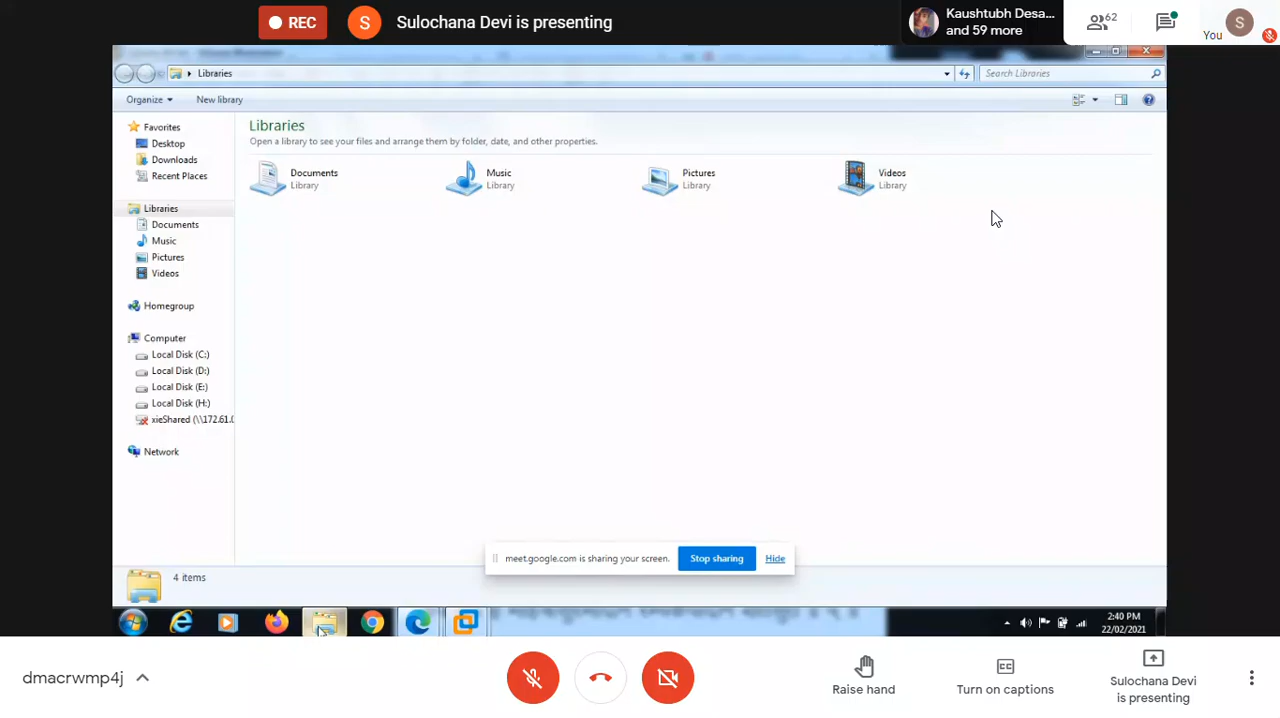 REC
S
Sulochana Devi is presenting
Kaushtubh Desa...
and 59 more
62
S
You
Libraries
Search Libraries
Organize
New library
Favorites
Desktop
Downloads
Recent Places
Libraries
Documents
Music
Pictures
Videos
Homegroup
Computer
Local Disk (C:)
Local Disk (D:)
Local Disk (E:)
Local Disk (H:)
xieShared (\\172.61.
Network
Libraries
Open a library to see your files and arrange them by folder, date, and other properties.
Documents
Library
Music
Library
Pictures
Library
Videos
Library
meet.google.com is sharing your screen.
Stop sharing
Hide
4 items
2:40 PM
22/02/2021
dmacrwmp4j
Raise hand
Turn on captions
Sulochana Devi
is presenting